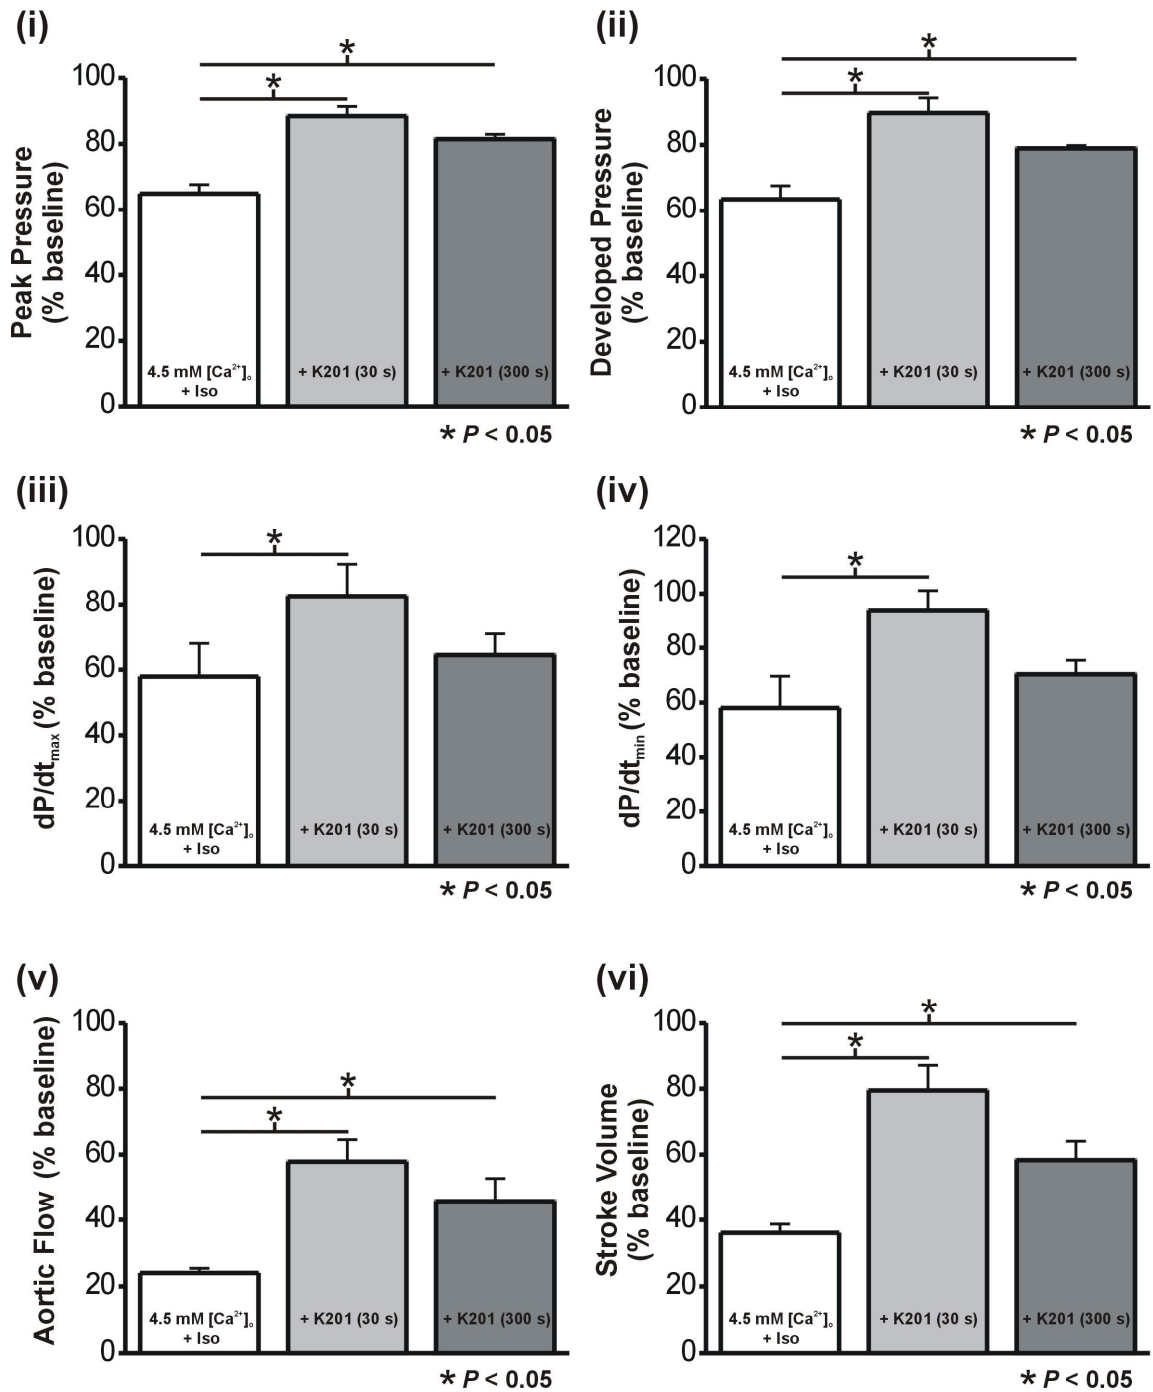 (i)
*
*
100
80
60
40
20
0
Peak Pressure
(% baseline)
4.5 mM [Ca²⁺]ₒ
+ Iso
+ K201 (30 s)
+ K201 (300 s)
* P < 0.05
(ii)
*
*
100
80
60
40
20
0
Developed Pressure
(% baseline)
4.5 mM [Ca²⁺]ₒ
+ Iso
+ K201 (30 s)
+ K201 (300 s)
* P < 0.05
(iii)
*
100
80
60
40
20
0
dP/dtmax (% baseline)
4.5 mM [Ca²⁺]ₒ
+ Iso
+ K201 (30 s)
+ K201 (300 s)
* P < 0.05
(iv)
*
120
100
80
60
40
20
0
dP/dtmin (% baseline)
4.5 mM [Ca²⁺]ₒ
+ Iso
+ K201 (30 s)
+ K201 (300 s)
* P < 0.05
(v)
*
*
100
80
60
40
20
0
Aortic Flow (% baseline)
4.5 mM [Ca²⁺]ₒ
+ Iso
+ K201 (30 s)
+ K201 (300 s)
* P < 0.05
(vi)
*
*
100
80
60
40
20
0
Stroke Volume
(% baseline)
4.5 mM [Ca²⁺]ₒ
+ Iso
+ K201 (30 s)
+ K201 (300 s)
* P < 0.05